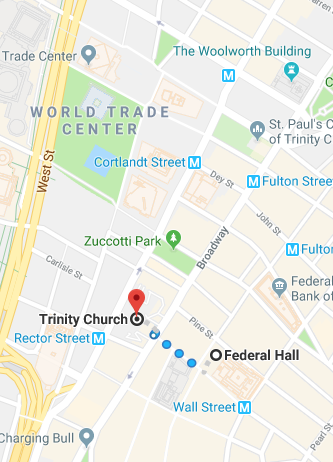 Trade Center
The Woolworth Building
M
WORLD TRADE
CENTER
St. Paul's C
of Trinity C
West St
Cortlandt Street M
Dey St
M Fulton Stree
John St
Zuccotti Park
Broadway
M Fulto
Carlisle St
Federal
Bank of
Trinity Church
Pine St
Rector Street M
Federal Hall
Wall Street M
Charging Bull
Pearl St